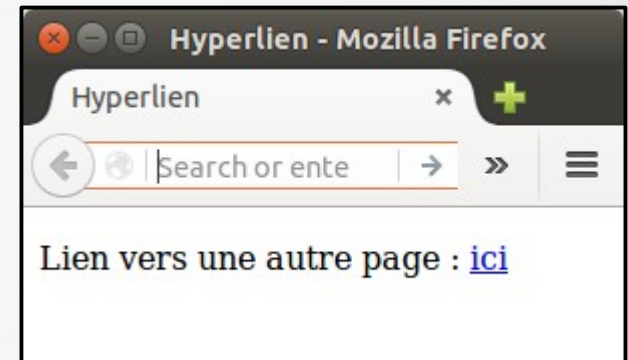 Hyperlien - Mozilla Firefox
Hyperlien
Search or ente
Lien vers une autre page : ici